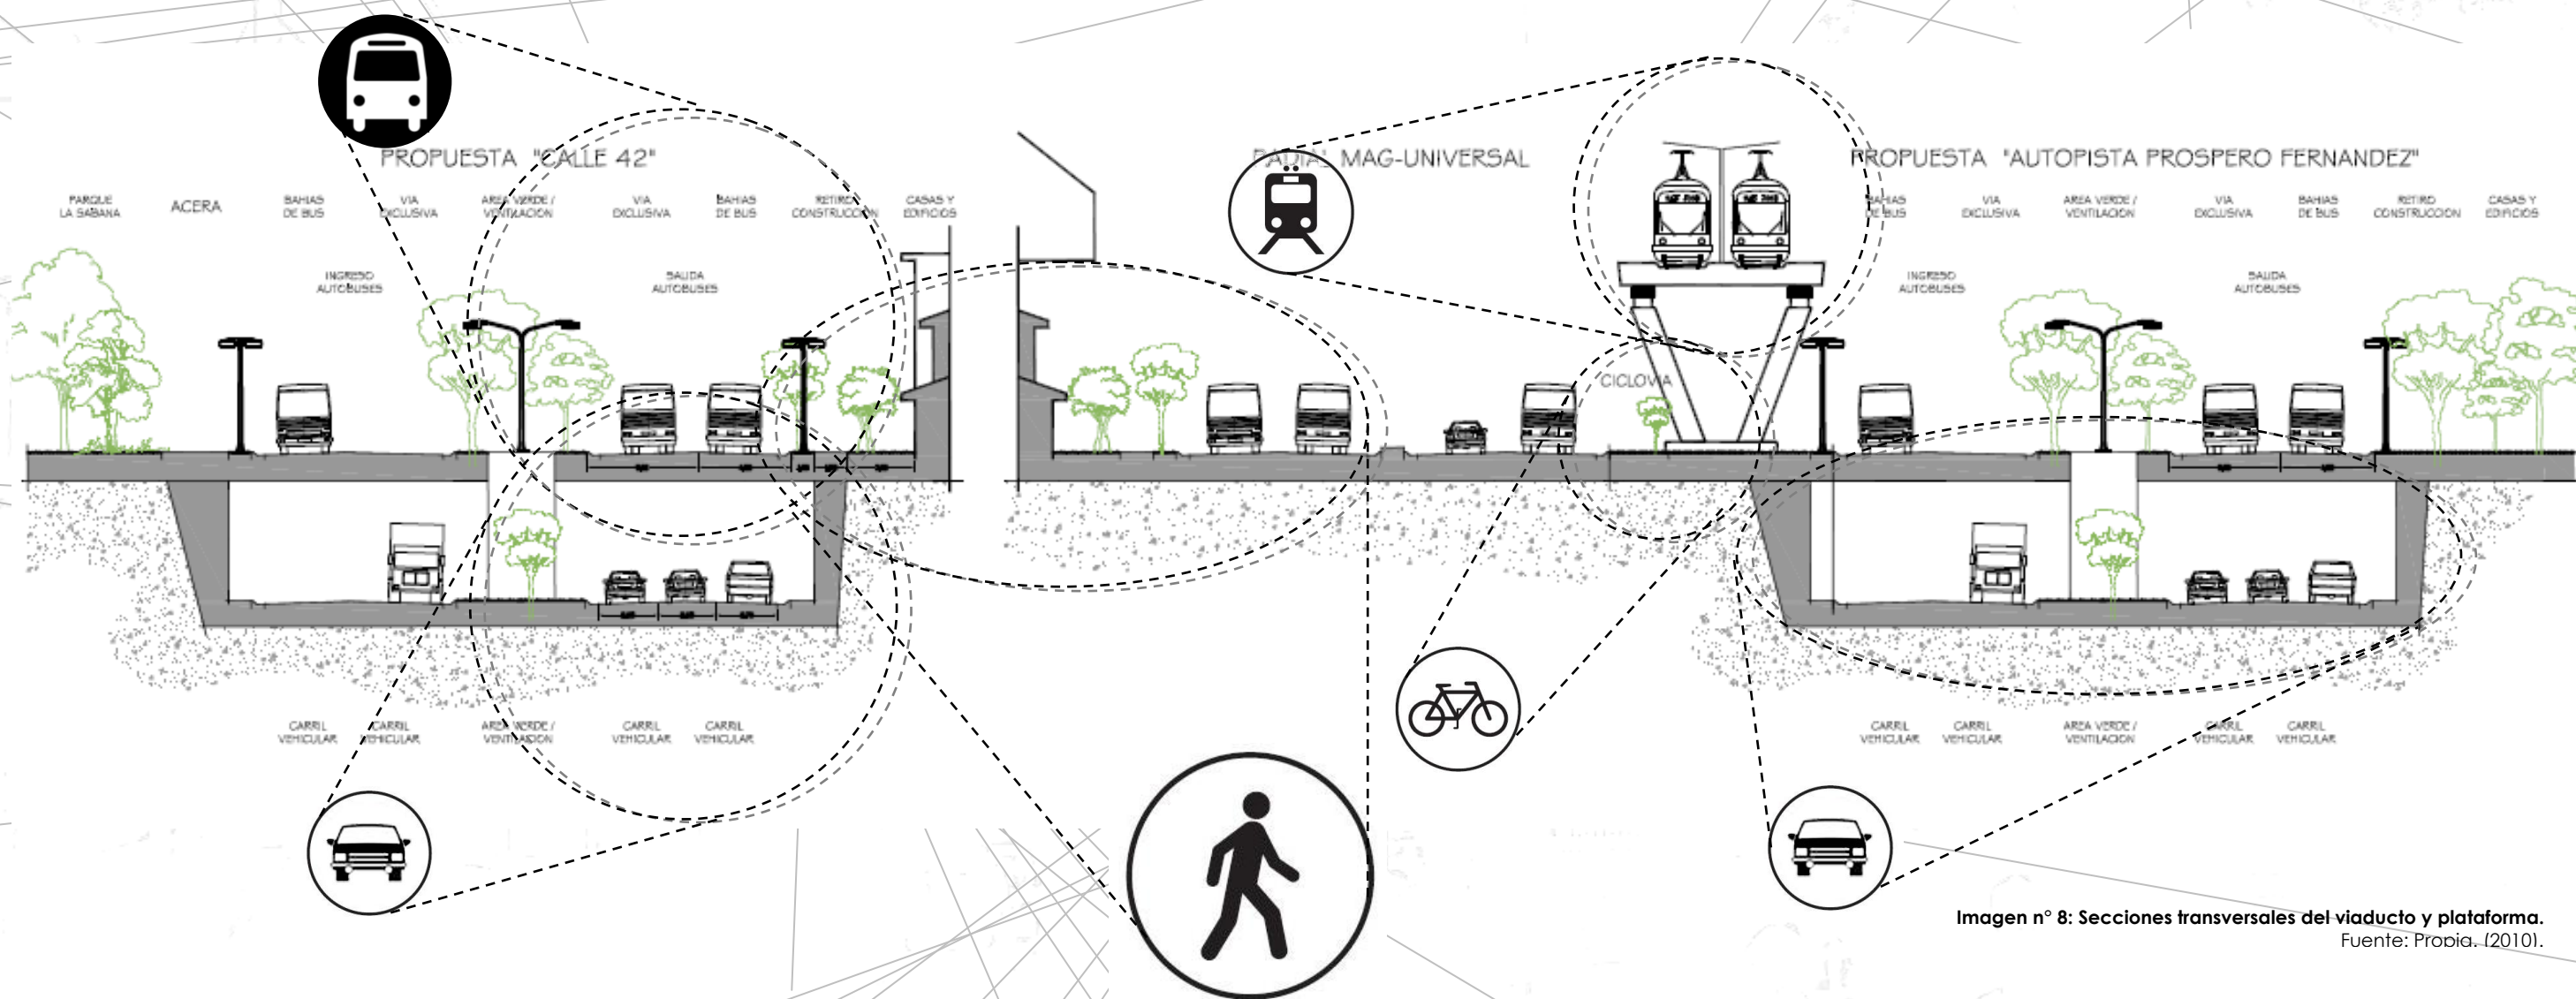 PROPUESTA "CALLE 42"
PARQUE
LA SABANA
ACERA
BAHIAS
DE BUS
VIA
EXCLUSIVA
AREA VERDE /
VENTILACION
VIA
EXCLUSIVA
BAHIAS
DE BUS
RETIRO
CONSTRUCCION
CASAS Y
EDIFICIOS
INGRESO
AUTOBUSES
SALIDA
AUTOBUSES
CARRIL
VEHICULAR
CARRIL
VEHICULAR
AREA VERDE /
VENTILACION
CARRIL
VEHICULAR
CARRIL
VEHICULAR
RADIAL MAG-UNIVERSAL
CICLOVIA
PROPUESTA "AUTOPISTA PROSPERO FERNANDEZ"
BAHIAS
DE BUS
VIA
EXCLUSIVA
AREA VERDE /
VENTILACION
VIA
EXCLUSIVA
BAHIAS
DE BUS
RETIRO
CONSTRUCCION
CASAS Y
EDIFICIOS
INGRESO
AUTOBUSES
SALIDA
AUTOBUSES
CARRIL
VEHICULAR
CARRIL
VEHICULAR
AREA VERDE /
VENTILACION
CARRIL
VEHICULAR
CARRIL
VEHICULAR
Imagen n° 8: Secciones transversales del viaducto y plataforma.
Fuente: Propia. (2010).